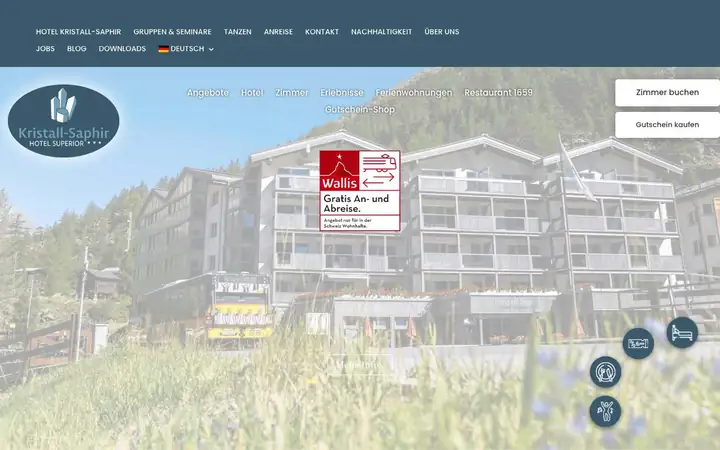 HOTEL KRISTALL-SAPHIR GRUPPEN & SEMINARE TANZEN ANREISE KONTAKT NACHHALTIGKEIT ÜBER UNS
JOBS BLOG DOWNLOADS DEUTSCH
Angebote Hotel Zimmer Erlebnisse Ferienwohnungen Restaurant 1659
Gutschein-Shop
Zimmer buchen
Gutschein kaufen
Kristall-Saphir
HOTEL SUPERIOR
Wallis
Gratis An- und
Abreise.
Angebot nur für in der
Schweiz Wohnhafte.